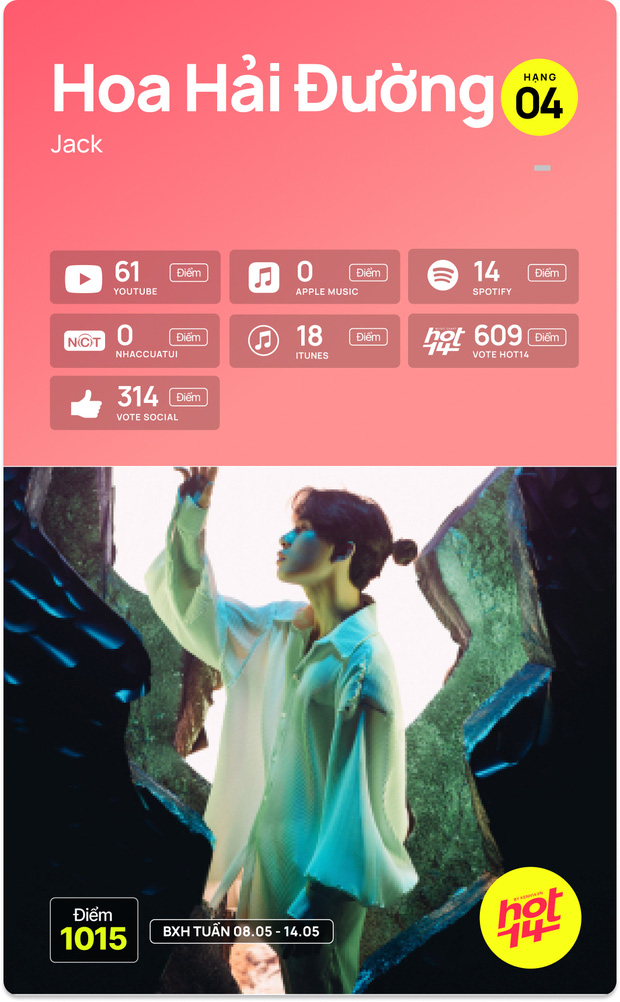 Hoa Hải Đường
HẠNG
04
Jack
61
Điểm
YOUTUBE
0
Điểm
APPLE MUSIC
14
Điểm
SPOTIFY
NCT
0
Điểm
NHACCUATUI
18
Điểm
ITUNES
hot
14
609
Điểm
VOTE HOT14
314
Điểm
VOTE SOCIAL
Điểm
1015
BXH TUẦN 08.05 - 14.05
hot
14